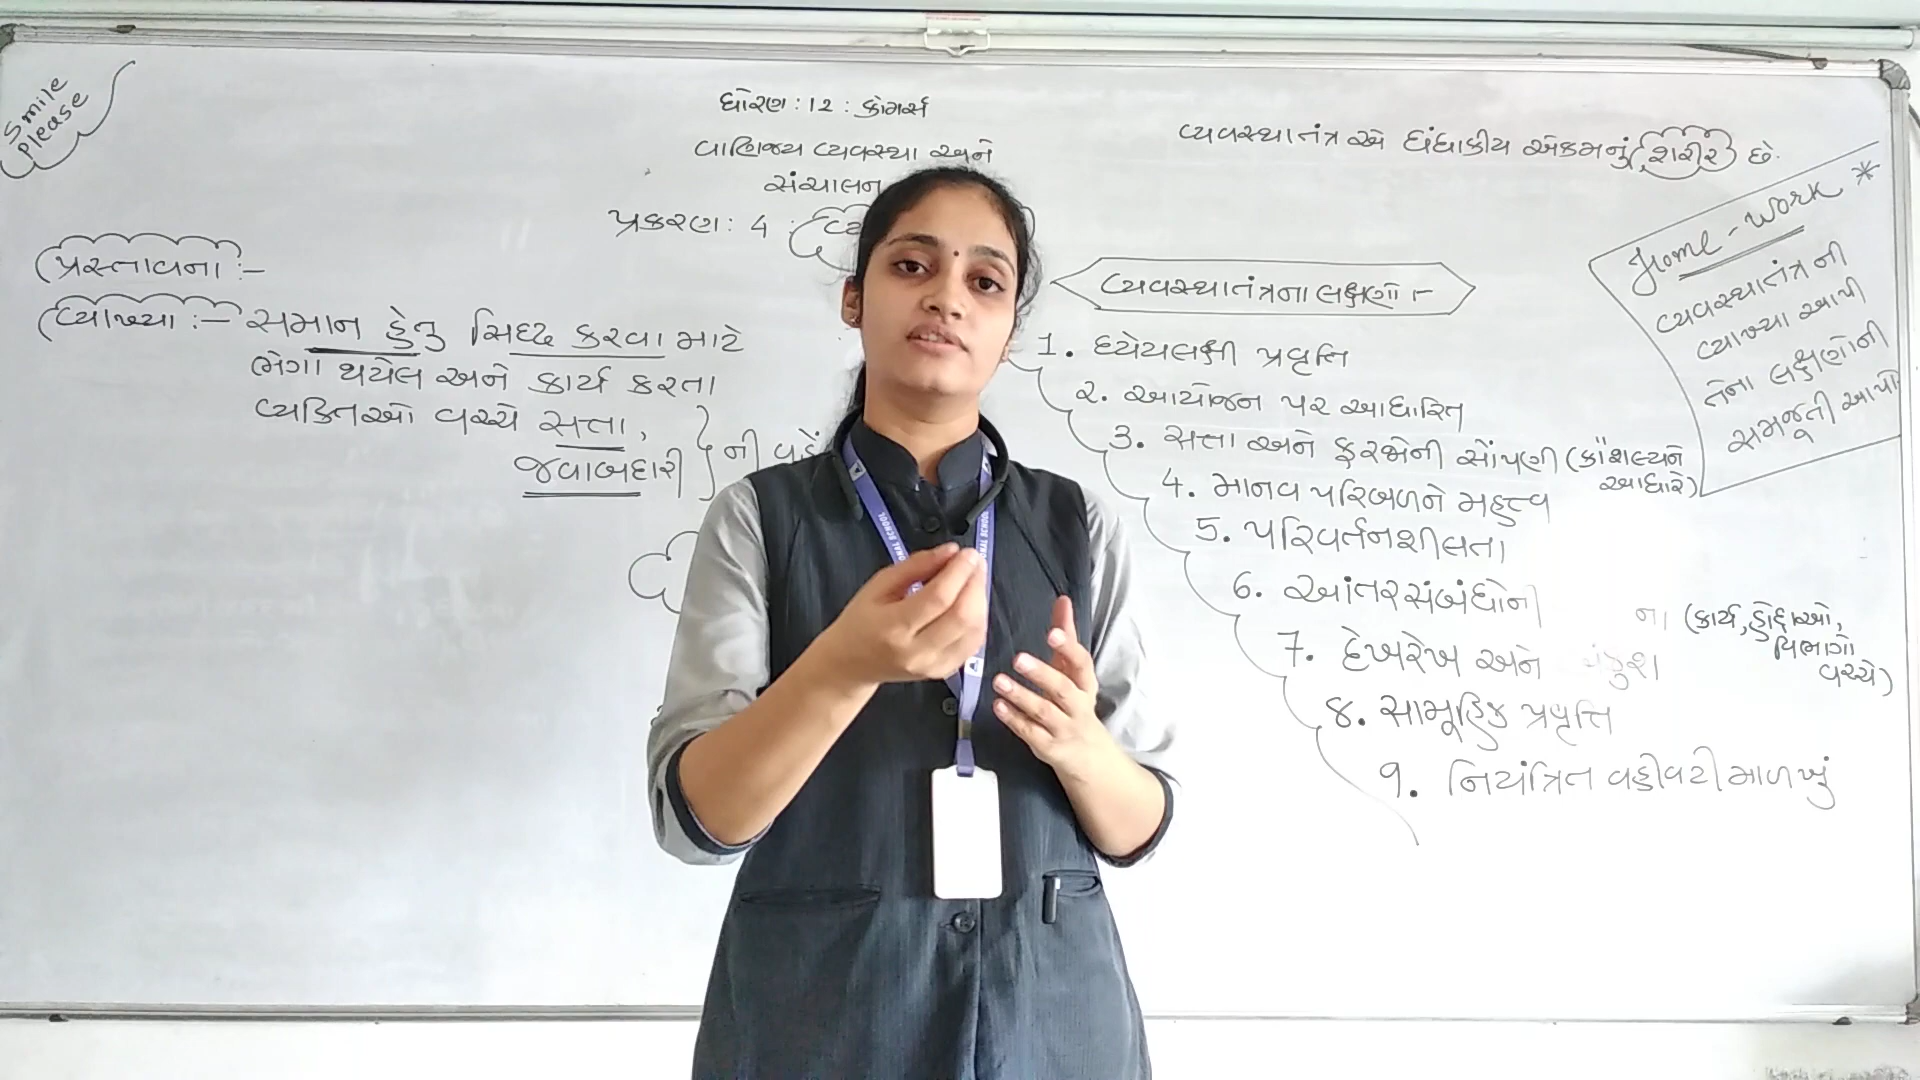 Smile
Please
ધોરણ : 12 : કોમર્સ
વાણિજ્ય વ્યવસ્થા અને
સંચાલન
પ્રકરણ : 4 :
પ્રસ્તાવના :-
વ્યાખ્યા :- સમાન હેતુ સિદ્ધ કરવા માટે
ભેગા થયેલ અને કાર્ય કરતા
વ્યક્તિઓ વચ્ચે સત્તા,
જવાબદારી } ની
વ્યવસ્થાતંત્ર એ ધંધાકીય એકમનું શરીર છે.
વ્યવસ્થાતંત્રના લક્ષણો :-
1. ધ્યેયલક્ષી પ્રવૃત્તિ
2. આયોજન પર આધારિત
3. સત્તા અને ફરજોની સોંપણી (કૌશલ્યને
આધારે)
4. માનવ પરિબળને મહત્વ
5. પરિવર્તનશીલતા
6. આંતરસંબંધોની
ના (કાર્ય, હોદ્દાઓ,
વિભાગો
વચ્ચે)
7. દેખરેખ અને
8. સામૂહિક પ્રવૃત્તિ
9. નિયંત્રિત વહીવટી માળખું
Home-Work *
વ્યવસ્થાતંત્રની
વ્યાખ્યા આપી
તેના લક્ષણોની
સમજૂતી આપો